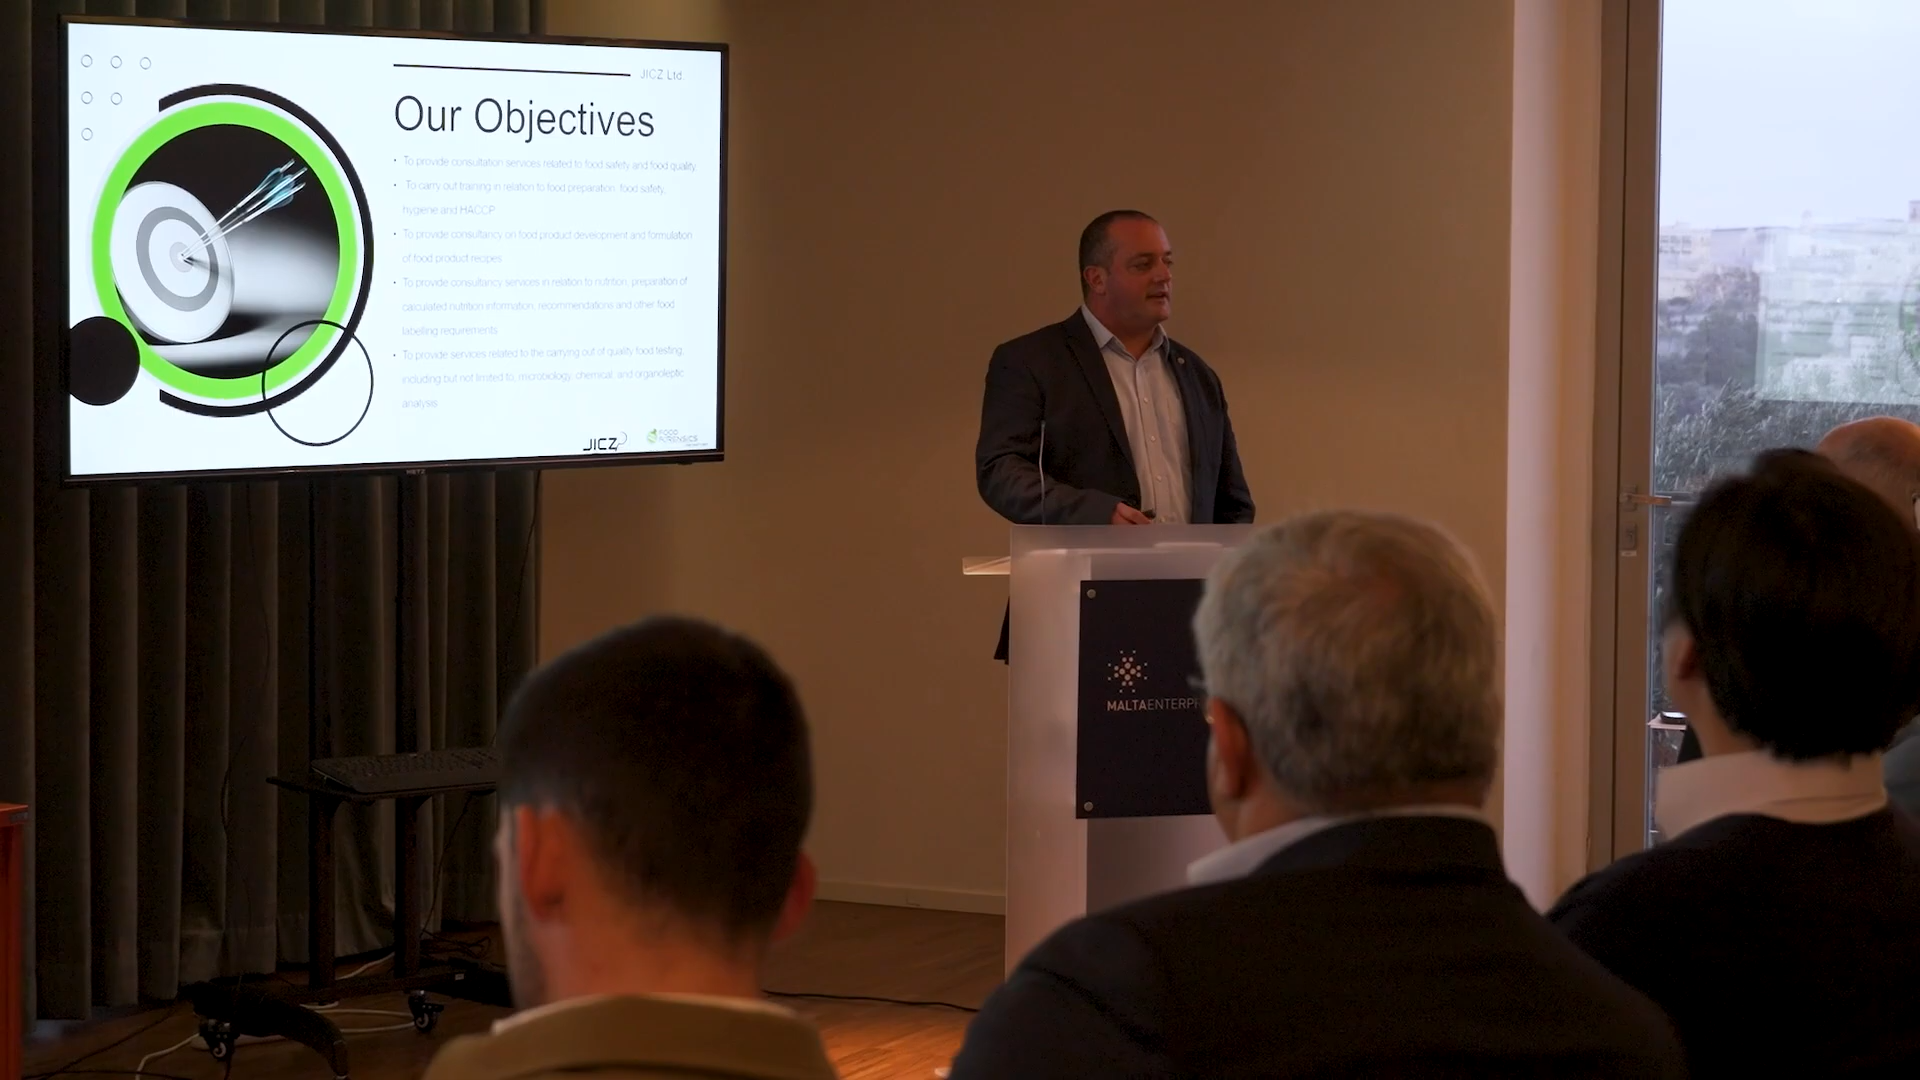 JICZ Ltd.
Our Objectives
• To provide consultation services related to food safety and food quality
• To carry out training in relation to food preparation, food safety,
hygiene and HACCP
• To provide consultancy on food product development and formulation
of food product recipes
• To provide consultancy services in relation to nutrition, preparation of
calculated nutrition information, recommendations and other food
labelling requirements
• To provide services related to the carrying out of quality food testing,
including but not limited to, microbiology, chemical, and organoleptic
analysis
JICZ
FOOD
FORENSICS
METZ
MALTAENTERPR